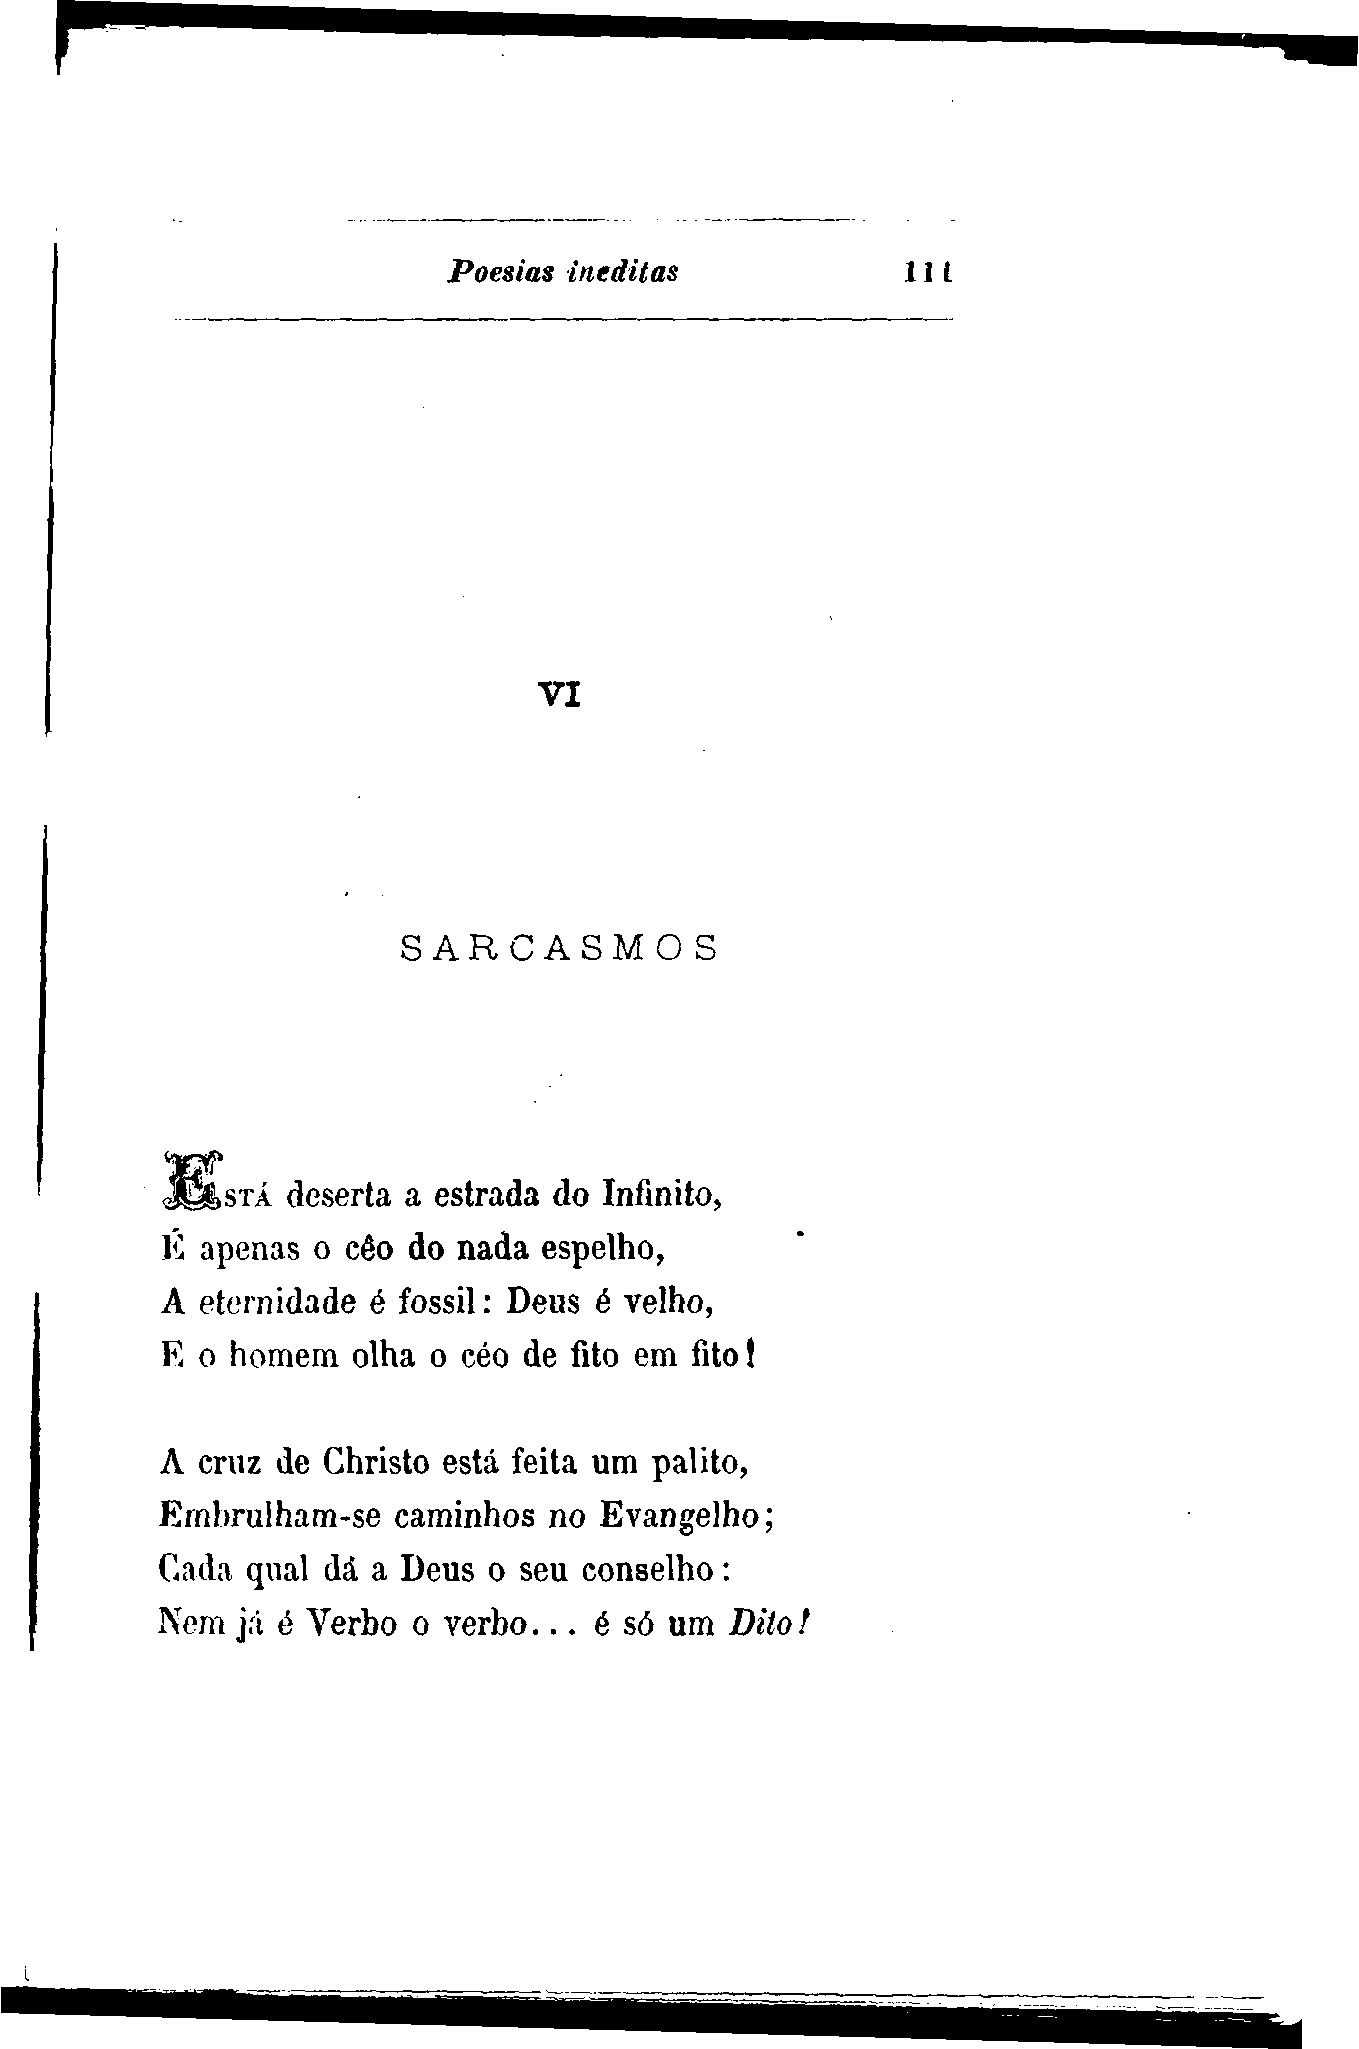 Poesias ineditas 111
VI
SARCASMOS
ESTÁ deserta a estrada do Infinito,
É apenas o cêo do nada espelho,
A eternidade é fossil: Deus é velho,
E o homem olha o céo de fito em fito!
A cruz de Christo está feita um palito,
Embrulham-se caminhos no Evangelho;
Cada qual dá a Deus o seu conselho:
Nem já é Verbo o verbo... é só um Dito!